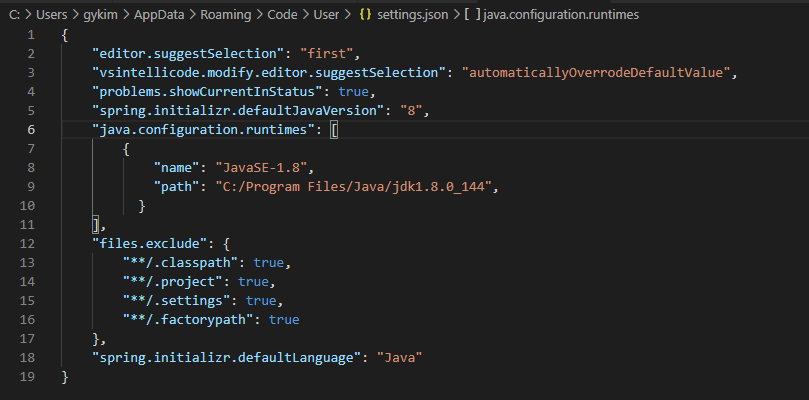 C: > Users > gykim > AppData > Roaming > Code > User > {} settings.json > [ ] java.configuration.runtimes
1 {
2 "editor.suggestSelection": "first",
3 "vsintellicode.modify.editor.suggestSelection": "automaticallyOverrodeDefaultValue",
4 "problems.showCurrentInStatus": true,
5 "spring.initializr.defaultJavaVersion": "8",
6 "java.configuration.runtimes": [
7 {
8 "name": "JavaSE-1.8",
9 "path": "C:/Program Files/Java/jdk1.8.0_144",
10 }
11 ],
12 "files.exclude": {
13 "**/.classpath": true,
14 "**/.project": true,
15 "**/.settings": true,
16 "**/.factorypath": true
17 },
18 "spring.initializr.defaultLanguage": "Java"
19 }